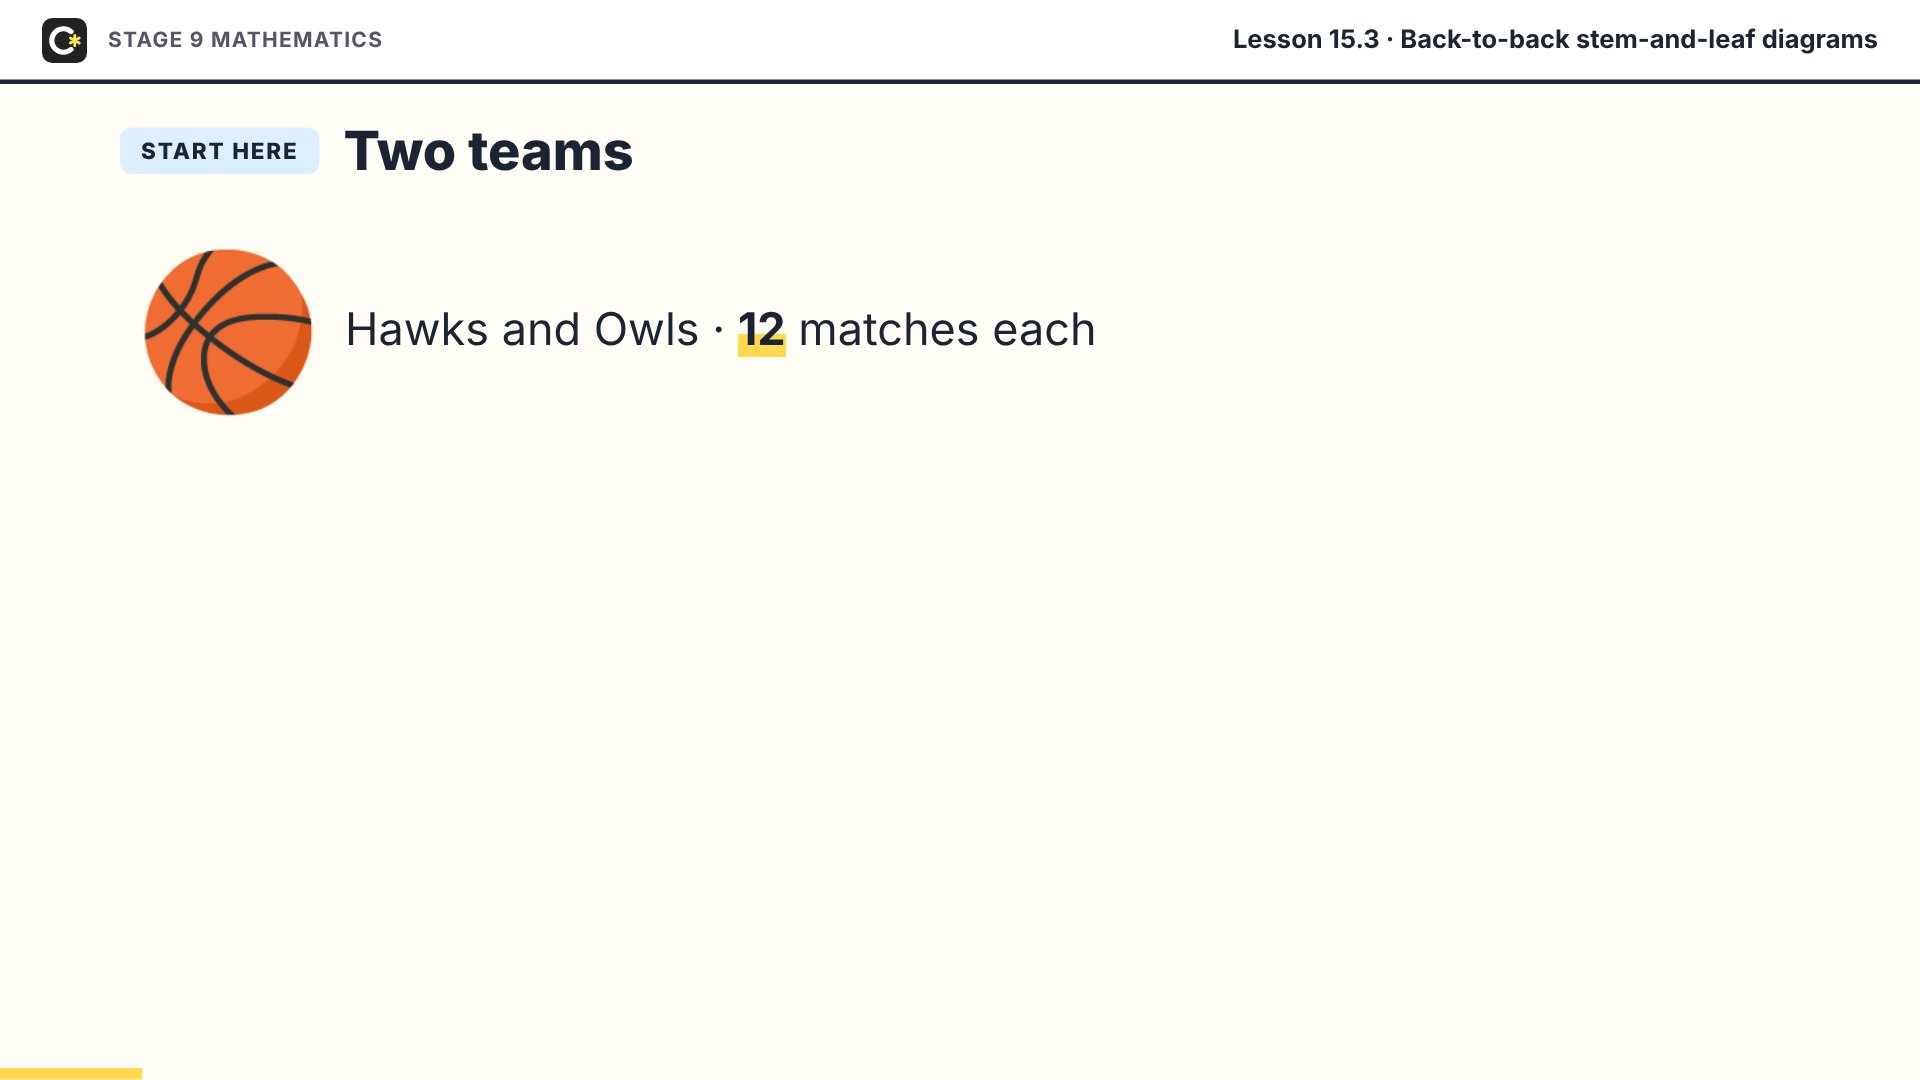 STAGE 9 MATHEMATICS
Lesson 15.3 · Back-to-back stem-and-leaf diagrams
START HERE
Two teams
Hawks and Owls · 12 matches each